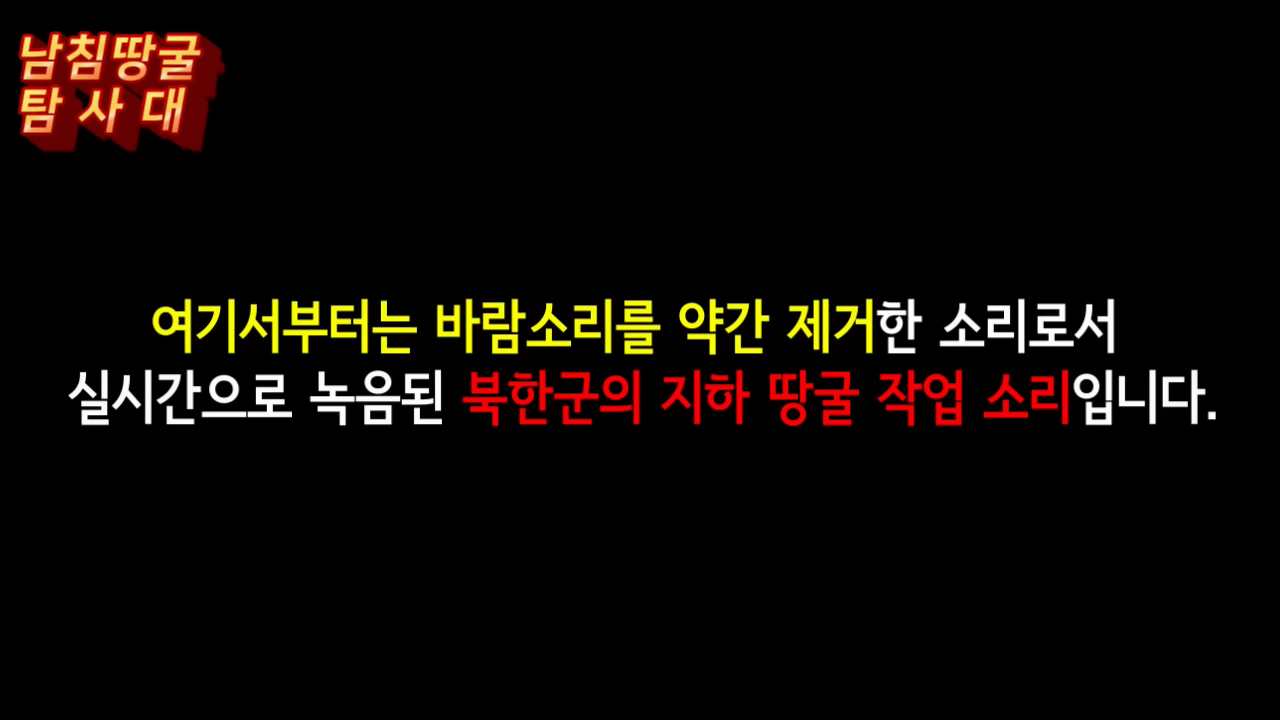 남침땅굴
탐사대
여기서부터는 바람소리를 약간 제거한 소리로서
실시간으로 녹음된 북한군의 지하 땅굴 작업 소리입니다.